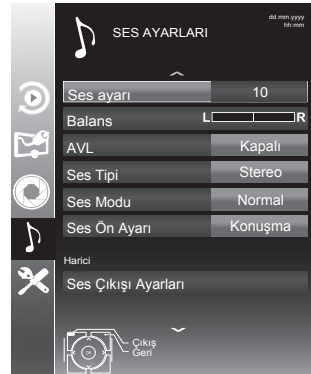 SES AYARLARI
dd.mm.yyyy
hh:mm
Ses ayarı 10
Balans L R
AVL Kapalı
Ses Tipi Stereo
Ses Modu Normal
Ses Ön Ayarı Konuşma
Harici
Ses Çıkışı Ayarları
Çıkış
Geri
OK